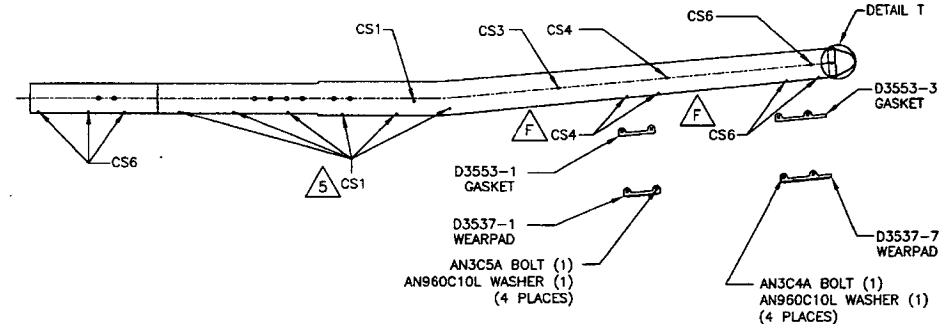 DETAIL T
CS6
CS4
CS3
CS1
D3553-3
GASKET
F
F
CS4
CS6
CS6
5
CS1
D3553-1
GASKET
D3537-1
WEARPAD
D3537-7
WEARPAD
AN3C5A BOLT (1)
AN960C10L WASHER (1)
(4 PLACES)
AN3C4A BOLT (1)
AN960C10L WASHER (1)
(4 PLACES)